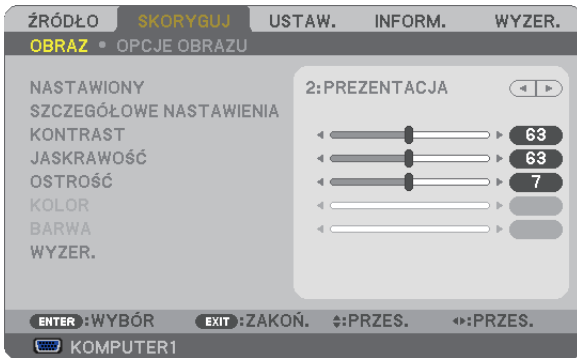 ŹRÓDŁO SKORYGUJ USTAW. INFORM. WYZER.
OBRAZ • OPCJE OBRAZU
NASTAWIONY 2:PREZENTACJA
SZCZEGÓŁOWE NASTAWIENIA
KONTRAST 63
JASKRAWOŚĆ 63
OSTROŚĆ 7
KOLOR
BARWA
WYZER.
ENTER :WYBÓR EXIT :ZAKOŃ. :PRZES. :PRZES.
KOMPUTER1